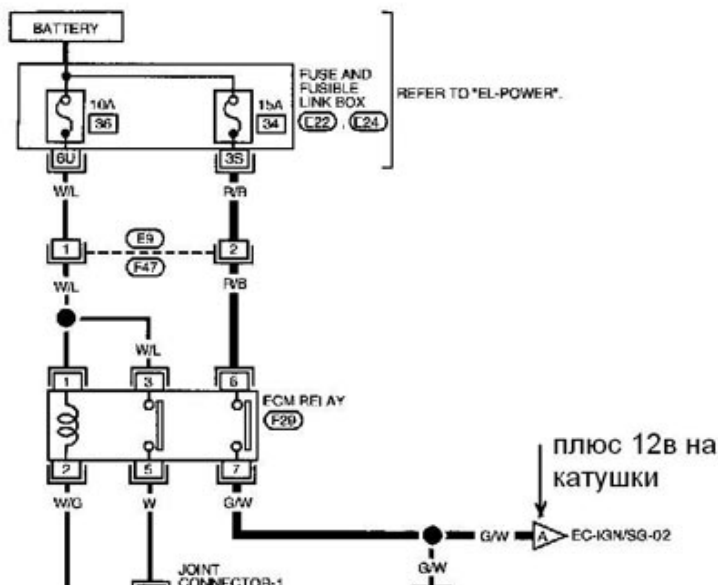 BATTERY
10A
36
15A
34
FUSE AND
FUSIBLE
LINK BOX
E22 , E24
REFER TO "EL-POWER".
6U
3S
W/L
R/B
1
E9
2
F47
W/L
R/B
W/L
1
3
6
ECM RELAY
F29
2
5
7
плюс 12в на
катушки
W/G
W
G/W
G/W
A
EC-IGN/SG-02
G/W
JOINT
CONNECTOR-1